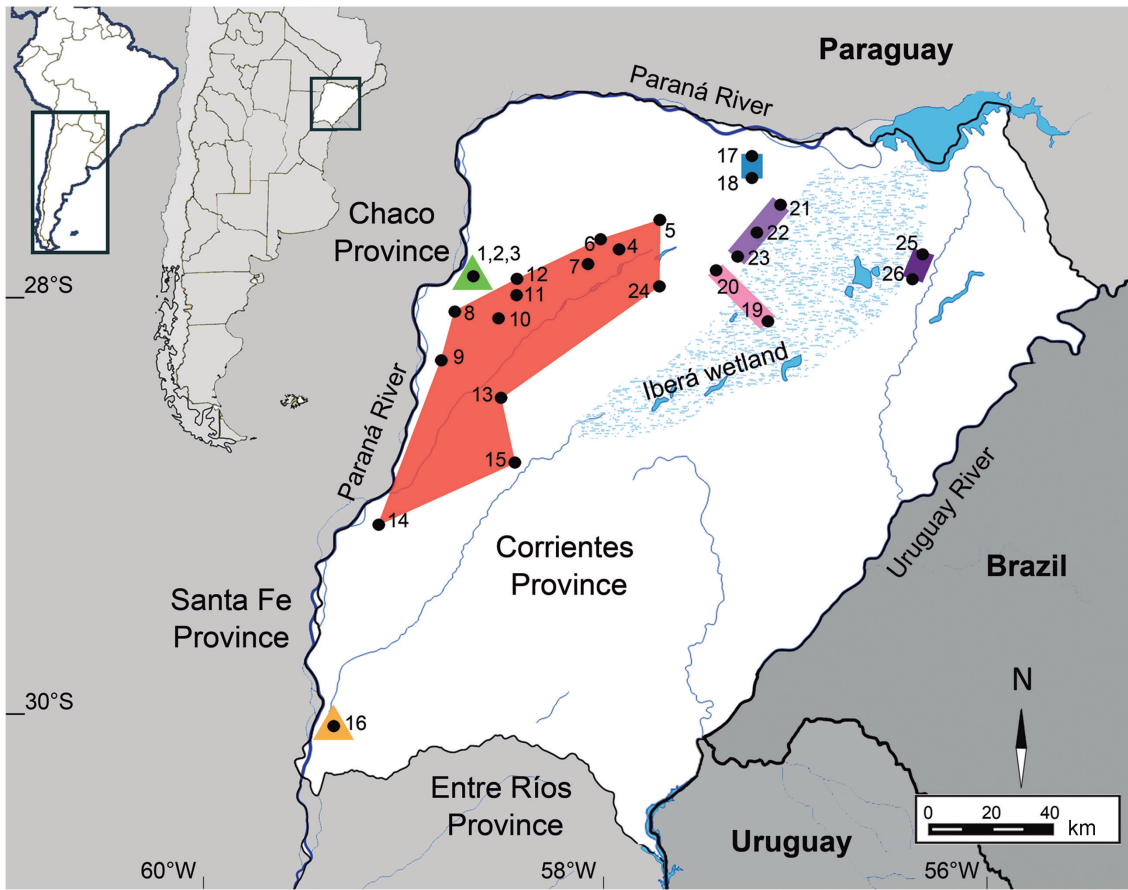 Paraguay
Paraná River
Chaco
Province
1,2,3
17
18
21
22
23
5
6
4
7
12
11
24
25
26
20
19
8
10
9
13
15
14
Iberá wetland
Paraná River
Uruguay River
28°S
Corrientes
Province
Brazil
Santa Fe
Province
30°S
16
N
Entre Ríos
Province
Uruguay
0 20 40
km
60°W
58°W
56°W